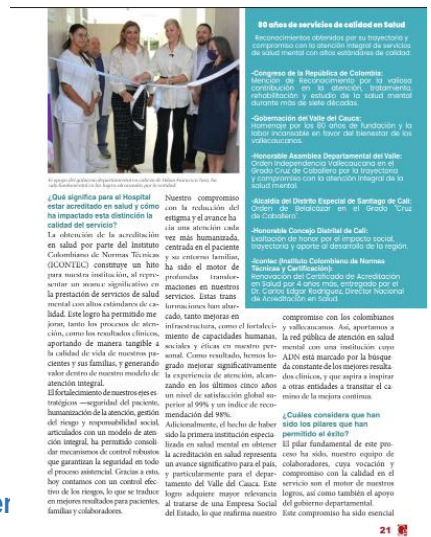 80 años de servicios de calidad en Salud
Reconocimientos obtenidos por su trayectoria y
compromiso con la atención integral de servicios
de salud mental con altos estándares de calidad:
-Congreso de la República de Colombia:
Mención de Reconocimiento por la valiosa
contribución en la atención, tratamiento,
rehabilitación y estudio de la salud mental
durante más de siete décadas.
-Gobernación del Valle del Cauca:
Homenaje por los 80 años de fundación y la
labor incansable en favor del bienestar de los
vallecaucanos.
-Honorable Asamblea Departamental del Valle:
Orden Independencia Vallecaucana en el
Grado Cruz de Caballero por la trayectoria
y compromiso con la atención integral de la
salud mental.
-Alcaldía del Distrito Especial de Santiago de Cali:
Orden de Belalcázar en el Grado "Cruz
de Caballero".
-Honorable Concejo Distrital de Cali:
Exaltación de honor por el impacto social,
trayectoria y aporte al desarrollo de la región.
-Icontec (Instituto Colombiano de Normas
Técnicas y Certificación):
Renovación del Certificado de Acreditación
en Salud por 4 años más, entregado por el
Dr. Carlos Edgar Rodríguez, Director Nacional
de Acreditación en Salud.
El apoyo del gobierno departamental en cabeza de Dilian Francisca Toro, ha
sido fundamental en los logros alcanzados por la entidad.
¿Qué significa para el Hospital
estar acreditado en salud y cómo
ha impactado esta distinción la
calidad del servicio?
La obtención de la acreditación
en salud por parte del Instituto
Colombiano de Normas Técnicas
(ICONTEC) constituye un hito
para nuestra institución, al repre-
sentar un avance significativo en
la prestación de servicios de salud
mental con altos estándares de ca-
lidad. Este logro ha permitido me-
jorar, tanto los procesos de aten-
ción, como los resultados clínicos,
aportando de manera tangible a
la calidad de vida de nuestros pa-
cientes y sus familias, y generando
valor dentro de nuestro modelo de
atención integral.
El fortalecimiento de nuestros ejes es-
tratégicos —seguridad del paciente,
humanización de la atención, gestión
del riesgo y responsabilidad social,
articulados con un modelo de aten-
ción integral, ha permitido consoli-
dar mecanismos de control robustos
que garantizan la seguridad en todo
el proceso asistencial. Gracias a esto,
hoy contamos con un control efec-
tivo de los riesgos, lo que se traduce
en mejores resultados para pacientes,
familias y colaboradores.
Nuestro compromiso
con la reducción del
estigma y el avance ha-
cia una atención cada
vez más humanizada,
centrada en el paciente
y su entorno familiar,
ha sido el motor de
profundas transfor-
maciones en nuestros
servicios. Estas trans-
formaciones han abar-
cado, tanto mejoras en
infraestructura, como el fortaleci-
miento de capacidades humanas,
sociales y éticas en nuestro per-
sonal. Como resultado, hemos lo-
grado mejorar significativamente
la experiencia de atención, alcan-
zando en los últimos cinco años
un nivel de satisfacción global su-
perior al 99% y un índice de reco-
mendación del 98%.
Adicionalmente, el hecho de haber
sido la primera institución especia-
lizada en salud mental en obtener
la acreditación en salud representa
un avance significativo para el país,
y particularmente para el depar-
tamento del Valle del Cauca. Este
logro adquiere mayor relevancia
al tratarse de una Empresa Social
del Estado, lo que reafirma nuestro
compromiso con los colombianos
y vallecaucanos. Así, aportamos a
la red pública de atención en salud
mental con una institución cuyo
ADN está marcado por la búsque-
da constante de los mejores resulta-
dos clínicos, y que aspira a inspirar
a otras entidades a transitar el ca-
mino de la mejora continua.
¿Cuáles considera que han
sido los pilares que han
permitido el éxito?
El pilar fundamental de este pro-
ceso ha sido, nuestro equipo de
colaboradores, cuya vocación y
compromiso con la calidad en el
servicio son el motor de nuestros
logros, así como también el apoyo
del gobierno departamental.
Este compromiso ha sido esencial
21
er